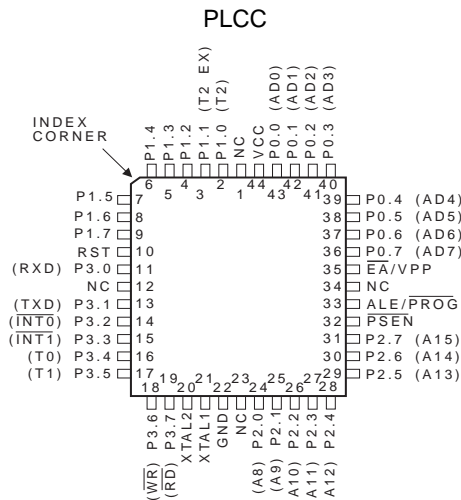 PLCC
INDEX
CORNER
P1.4
P1.3
P1.2
P1.1 (T2 EX)
P1.0 (T2)
NC
VCC
P0.0 (AD0)
P0.1 (AD1)
P0.2 (AD2)
P0.3 (AD3)
6
5
4
3
2
1
44
43
42
41
40
P1.5 7
P1.6 8
P1.7 9
RST 10
(RXD) P3.0 11
NC 12
(TXD) P3.1 13
(INT0) P3.2 14
(INT1) P3.3 15
(T0) P3.4 16
(T1) P3.5 17
39 P0.4 (AD4)
38 P0.5 (AD5)
37 P0.6 (AD6)
36 P0.7 (AD7)
35 EA/VPP
34 NC
33 ALE/PROG
32 PSEN
31 P2.7 (A15)
30 P2.6 (A14)
29 P2.5 (A13)
18
19
20
21
22
23
24
25
26
27
28
(WR) P3.6
(RD) P3.7
XTAL2
XTAL1
GND
NC
(A8) P2.0
(A9) P2.1
A10) P2.2
A11) P2.3
A12) P2.4